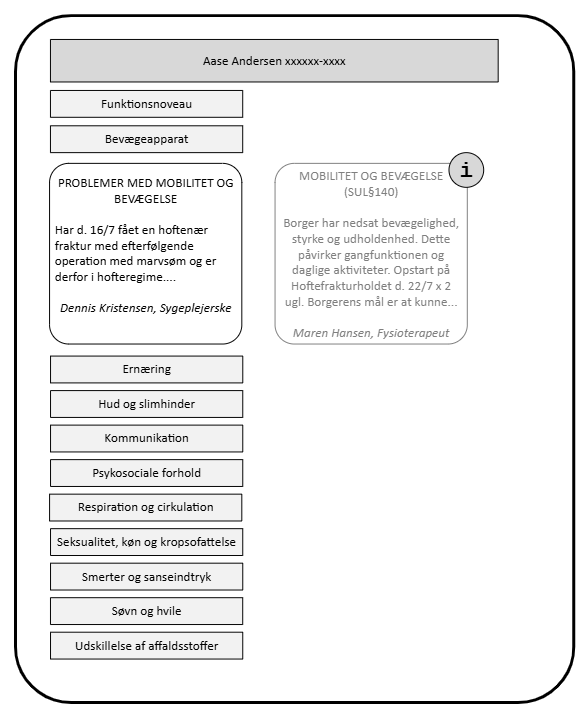 Aase Andersen xxxxxx-xxxx
Funktionsnoveau
Bevægeapparat
PROBLEMER MED MOBILITET OG
BEVÆGELSE
Har d. 16/7 fået en hoftenær
fraktur med efterfølgende
operation med marvsøm og er
derfor i hofteregime....
Dennis Kristensen, Sygeplejerske
i
MOBILITET OG BEVÆGELSE
(SUL§140)
Borger har nedsat bevægelighed,
styrke og udholdenhed. Dette
påvirker gangfunktionen og
daglige aktiviteter. Opstart på
Hoftefrakturholdet d. 22/7 x 2
ugl. Borgerens mål er at kunne...
Maren Hansen, Fysioterapeut
Ernæring
Hud og slimhinder
Kommunikation
Psykosociale forhold
Respiration og cirkulation
Seksualitet, køn og kropsofattelse
Smerter og sanseindtryk
Søvn og hvile
Udskillelse af affaldsstoffer